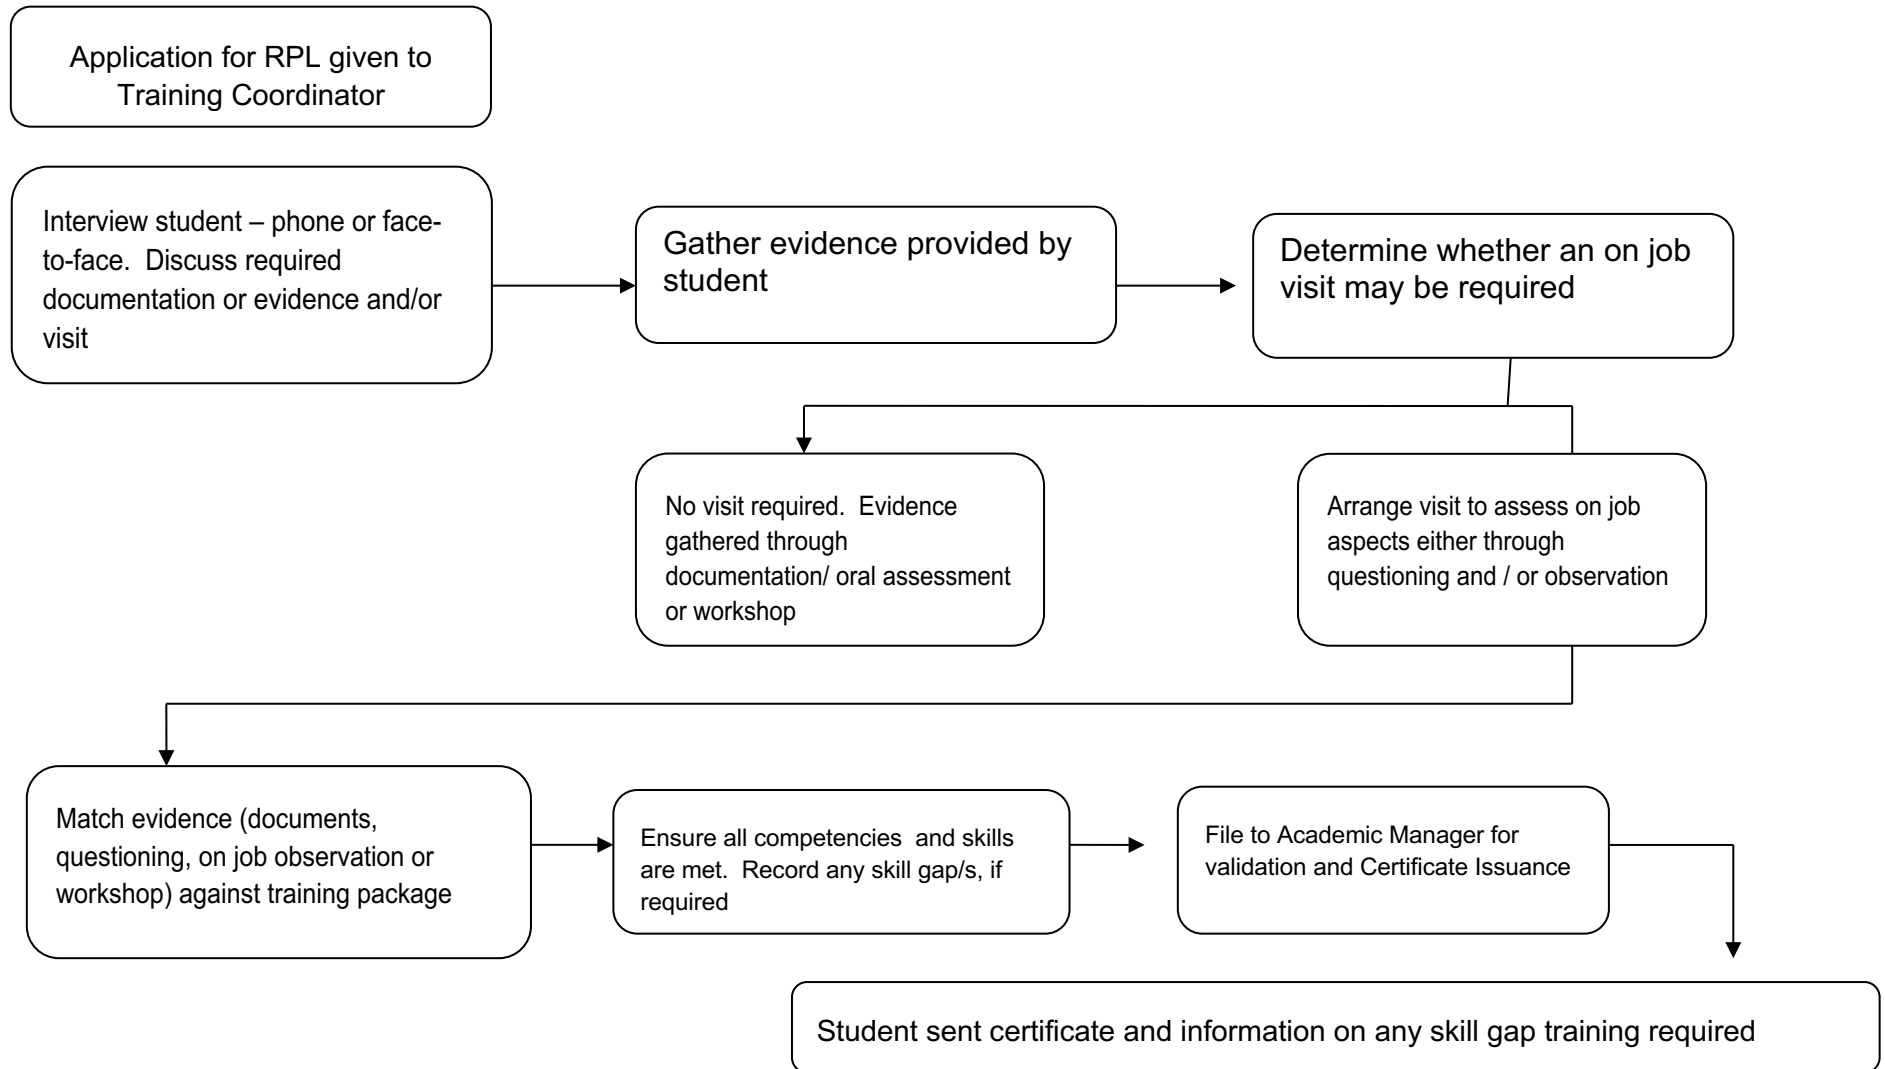 Application for RPL given to
Training Coordinator
Interview student – phone or face-
to-face.  Discuss required
documentation or evidence and/or
visit
Gather evidence provided by
student
Determine whether an on job
visit may be required
No visit required.  Evidence
gathered through
documentation/ oral assessment
or workshop
Arrange visit to assess on job
aspects either through
questioning and / or observation
Match evidence (documents,
questioning, on job observation or
workshop) against training package
Ensure all competencies  and skills
are met.  Record any skill gap/s, if
required
File to Academic Manager for
validation and Certificate Issuance
Student sent certificate and information on any skill gap training required